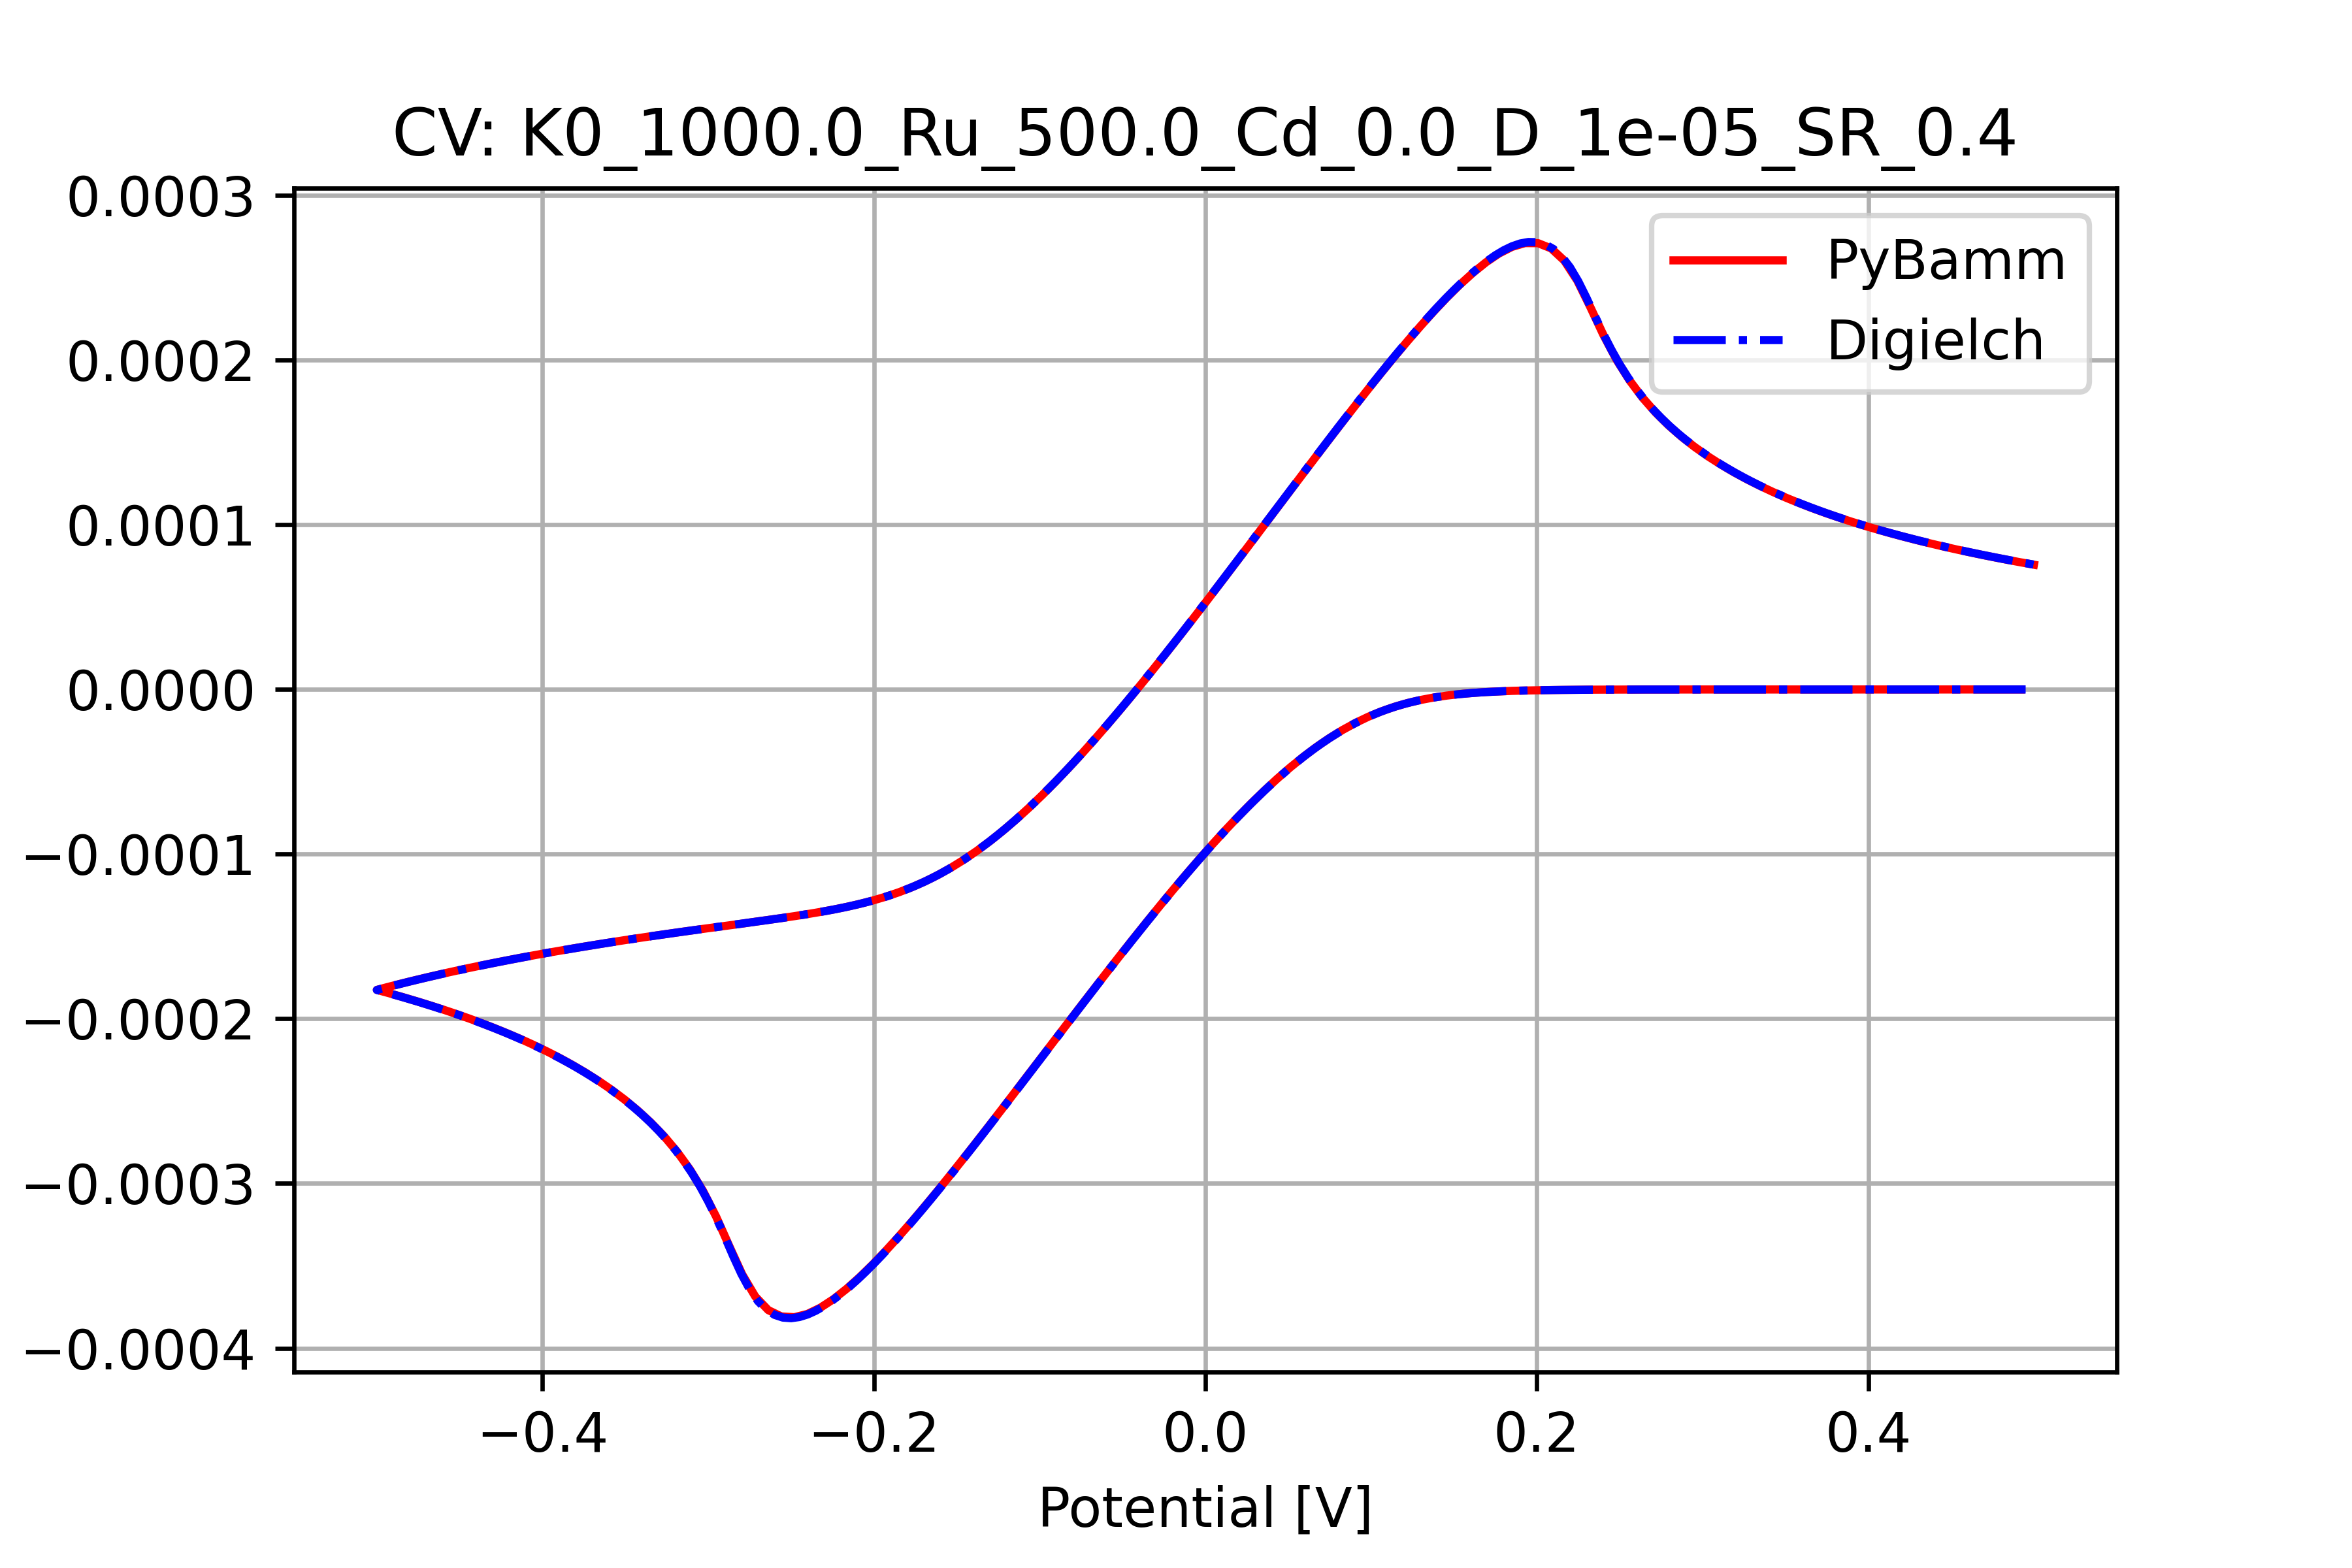 CV: K0_1000.0_Ru_500.0_Cd_0.0_D_1e-05_SR_0.4
0.0003
0.0002
0.0001
0.0000
−0.0001
−0.0002
−0.0003
−0.0004
PyBamm
Digielch
−0.4 −0.2 0.0 0.2 0.4
Potential [V]